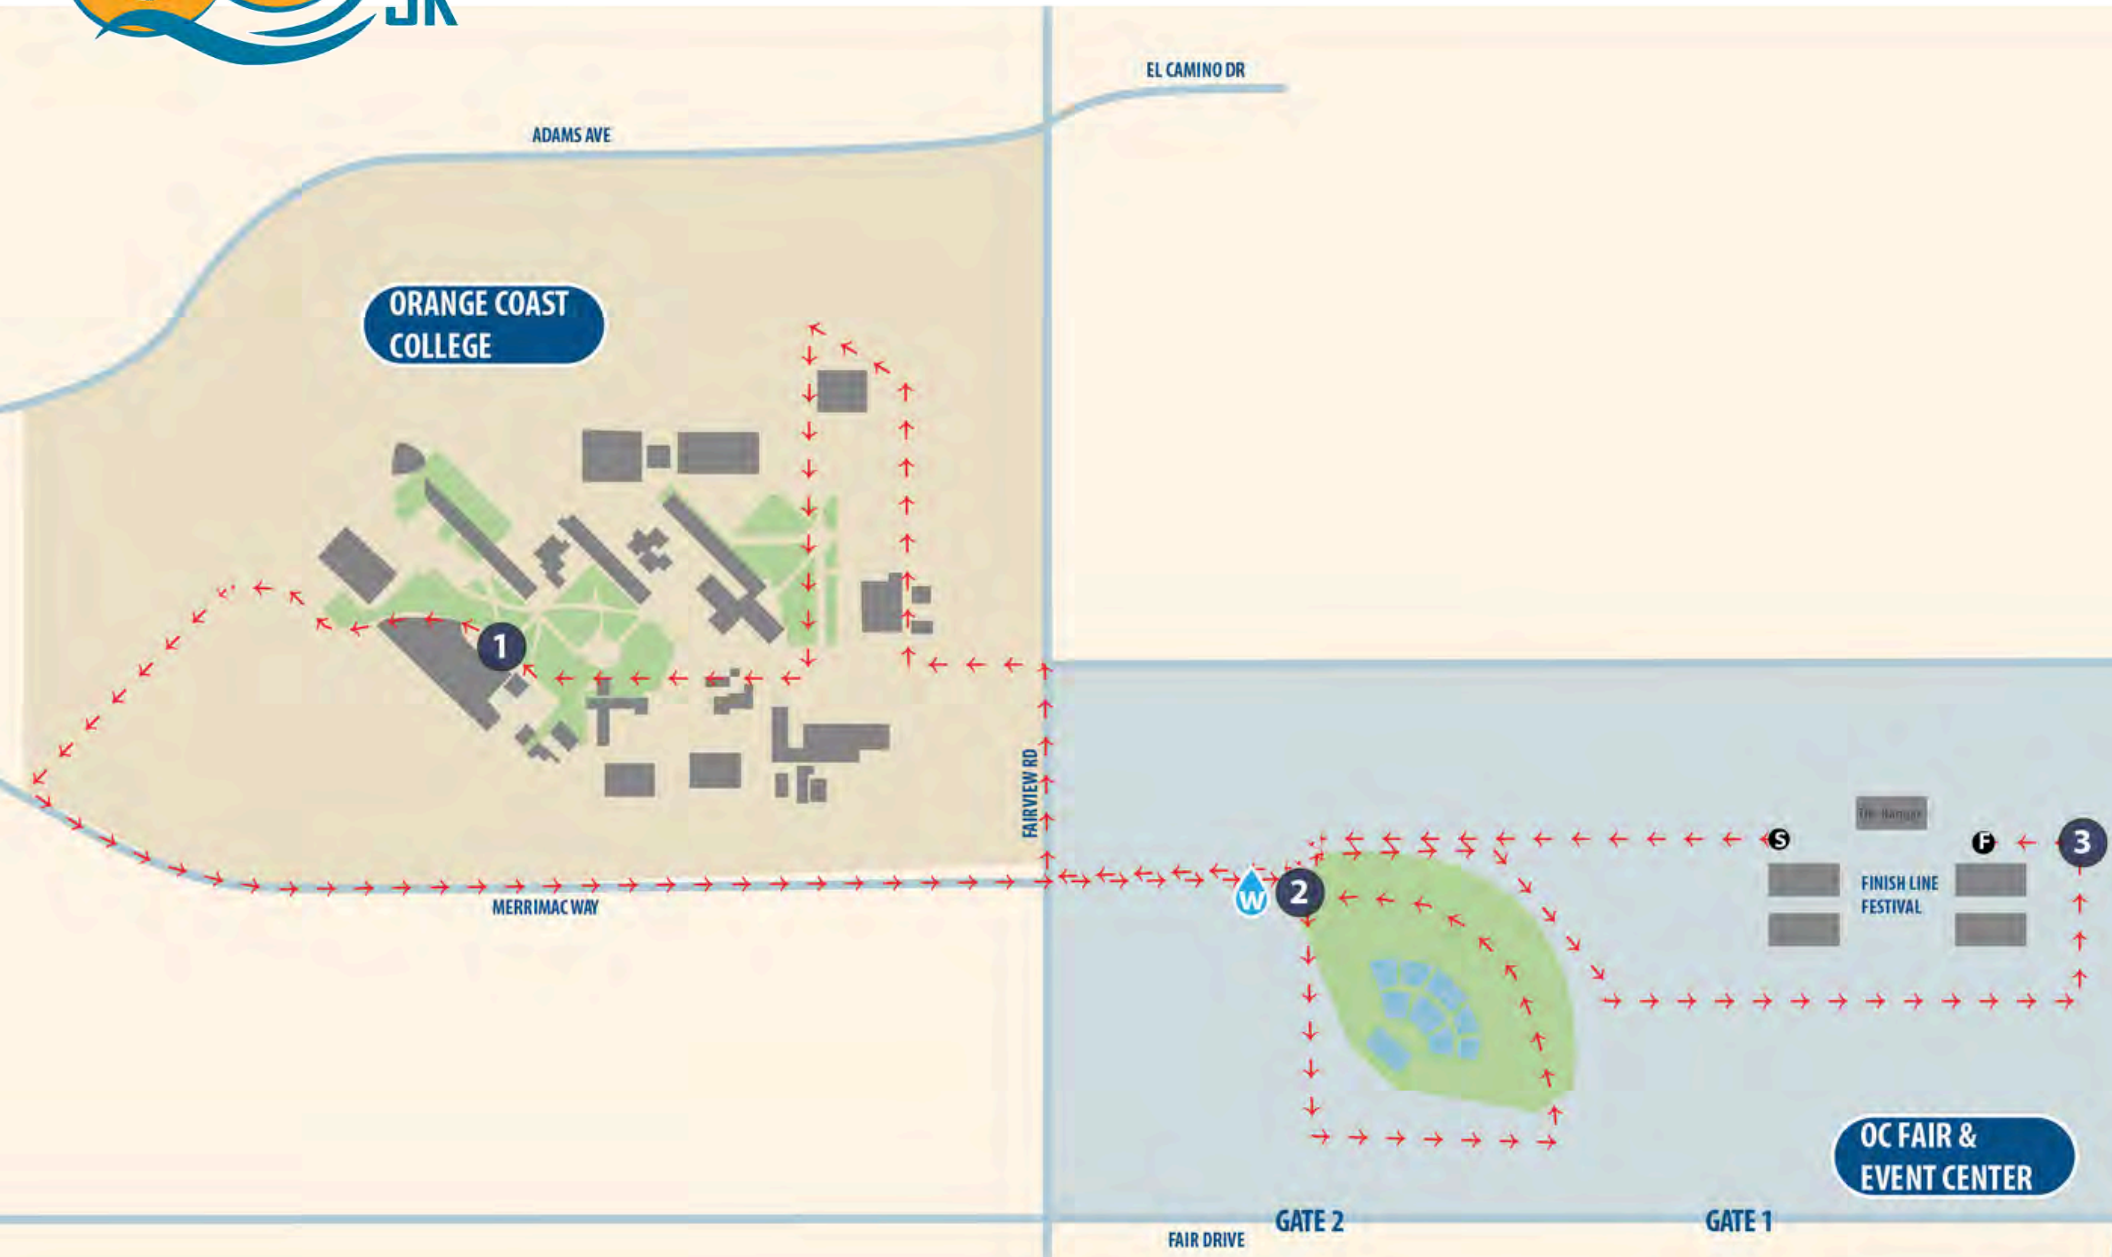 5K
EL CAMINO DR
ADAMS AVE
ORANGE COAST
COLLEGE
1
FAIRVIEW RD
S
F
3
FINISH LINE
FESTIVAL
W
2
MERRIMAC WAY
OC FAIR &
EVENT CENTER
GATE 2
GATE 1
FAIR DRIVE